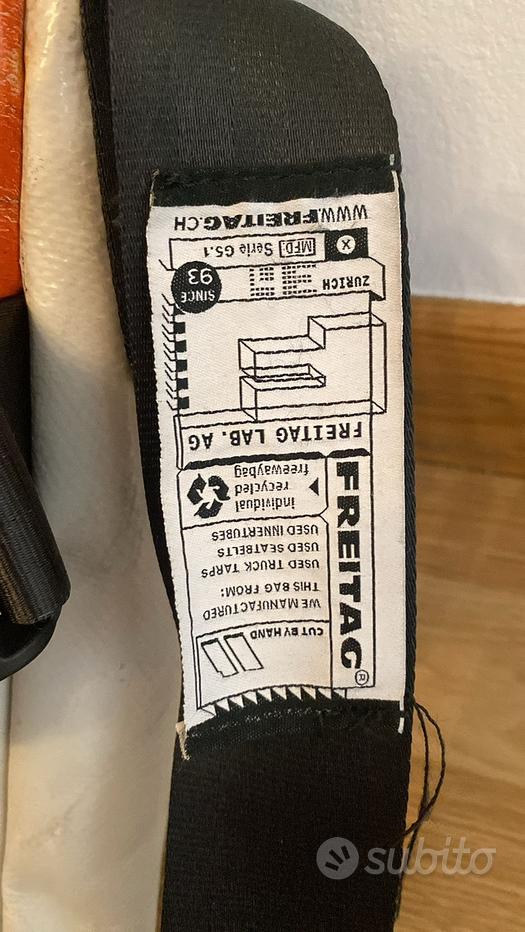 CUT BY HAND
WE MANUFACTURED
THIS BAG FROM:
USED TRUCK TARPS
USED SEATBELTS
USED INNERTUBES
FREITAG®
individual
recycled
freewaybag
FREITAG LAB. AG
ZURICH
SINCE
93
X
MFD: Serie G5.1
WWW.FREITAG.CH
subito